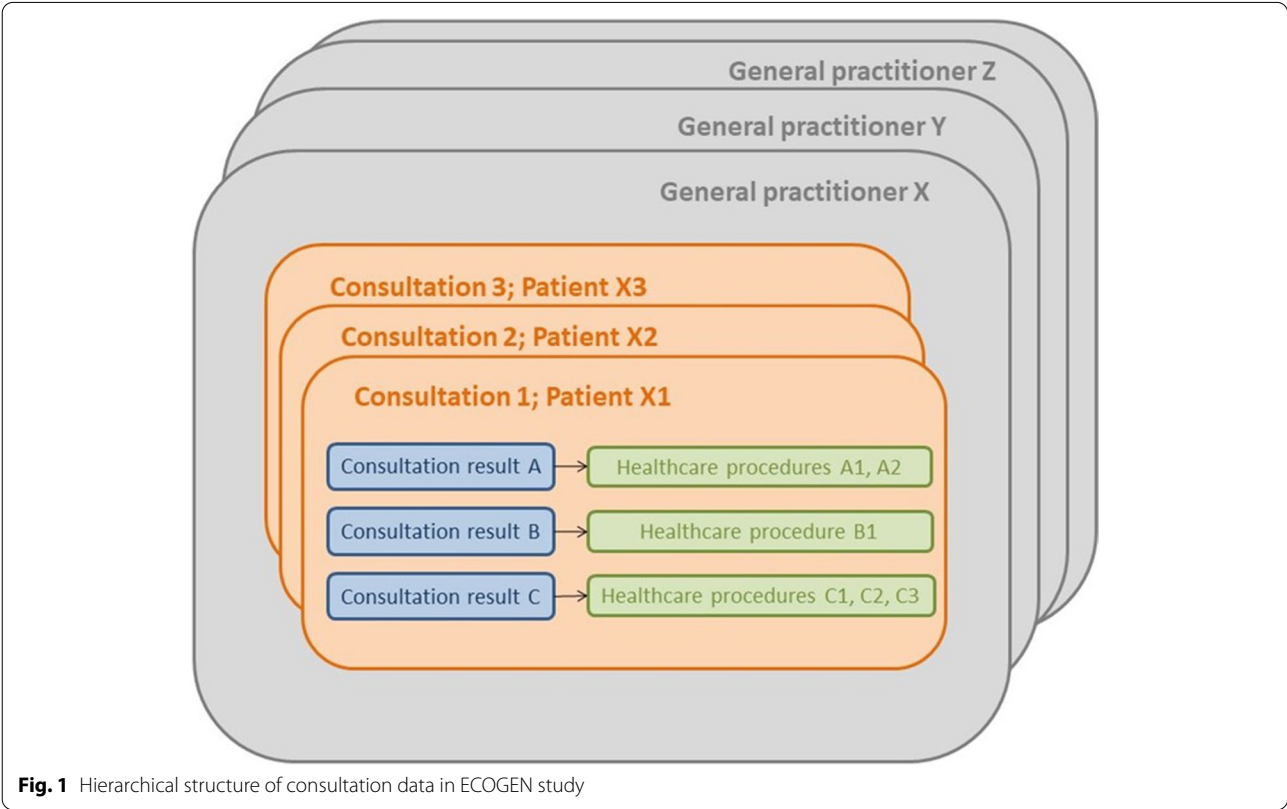 General practitioner Z
General practitioner Y
General practitioner X
Consultation 3; Patient X3
Consultation 2; Patient X2
Consultation 1; Patient X1
Consultation result A
Healthcare procedures A1, A2
Consultation result B
Healthcare procedure B1
Consultation result C
Healthcare procedures C1, C2, C3
Fig. 1 Hierarchical structure of consultation data in ECOGEN study